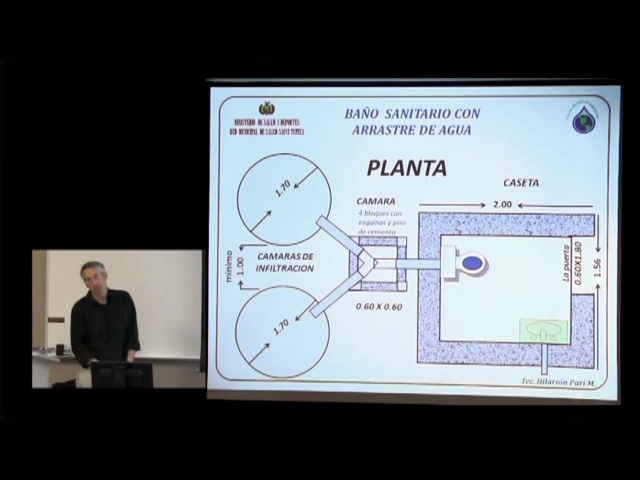 BAÑO SANITARIO CON
ARRASTRE DE AGUA
MINISTERIO DE SALUD Y DEPORTES
RED MUNICIPAL DE SALUD
PLANTA
CASETA
2.00
CAMARA
4 bloques con
esquinas y piso
de cemento
1.70
mínimo
1.00
CAMARAS DE
INFILTRACION
0.60 X 0.60
La puerta
0.60X1.80
1.56
1.70
Tec. Hilarión Pari M.